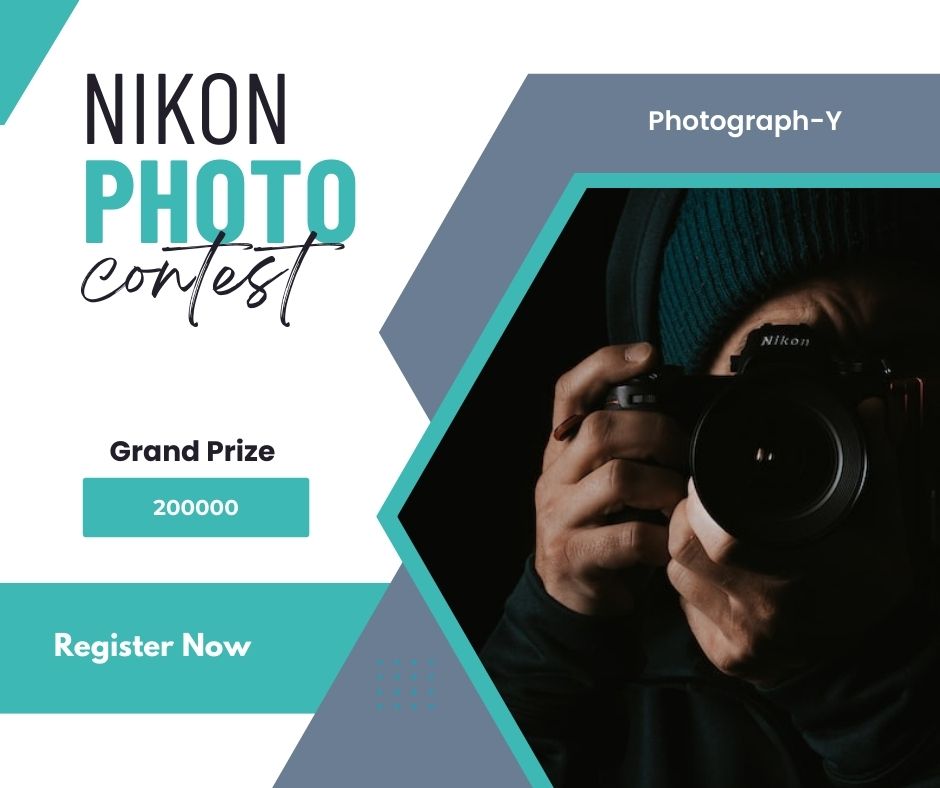 NIKON
PHOTO
contest
Photograph-Y
Nikon
Grand Prize
200000
Register Now